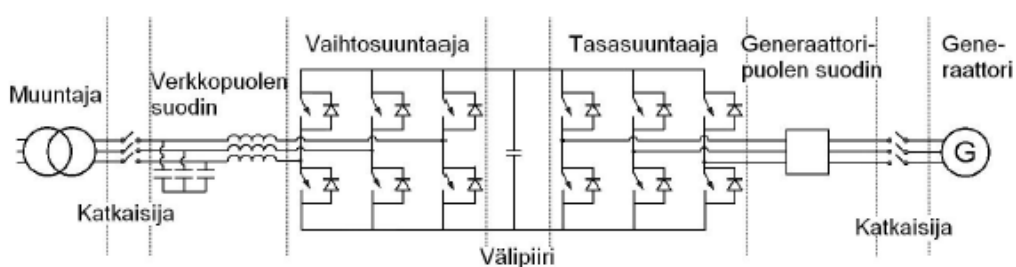 Muuntaja
Katkaisija
Verkkopuolen
suodin
Vaihtosuuntaaja
Välipiiri
Tasasuuntaaja
Generaattori-
puolen suodin
Katkaisija
Gene-
raattori
G